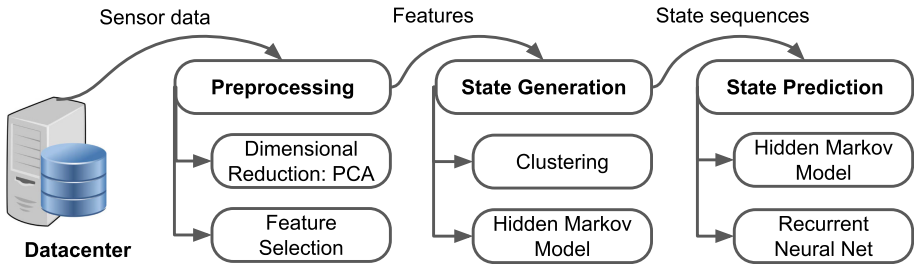 Sensor data
Features
State sequences
Preprocessing
State Generation
State Prediction
Dimensional
Reduction: PCA
Clustering
Hidden Markov
Model
Feature
Selection
Hidden Markov
Model
Recurrent
Neural Net
Datacenter